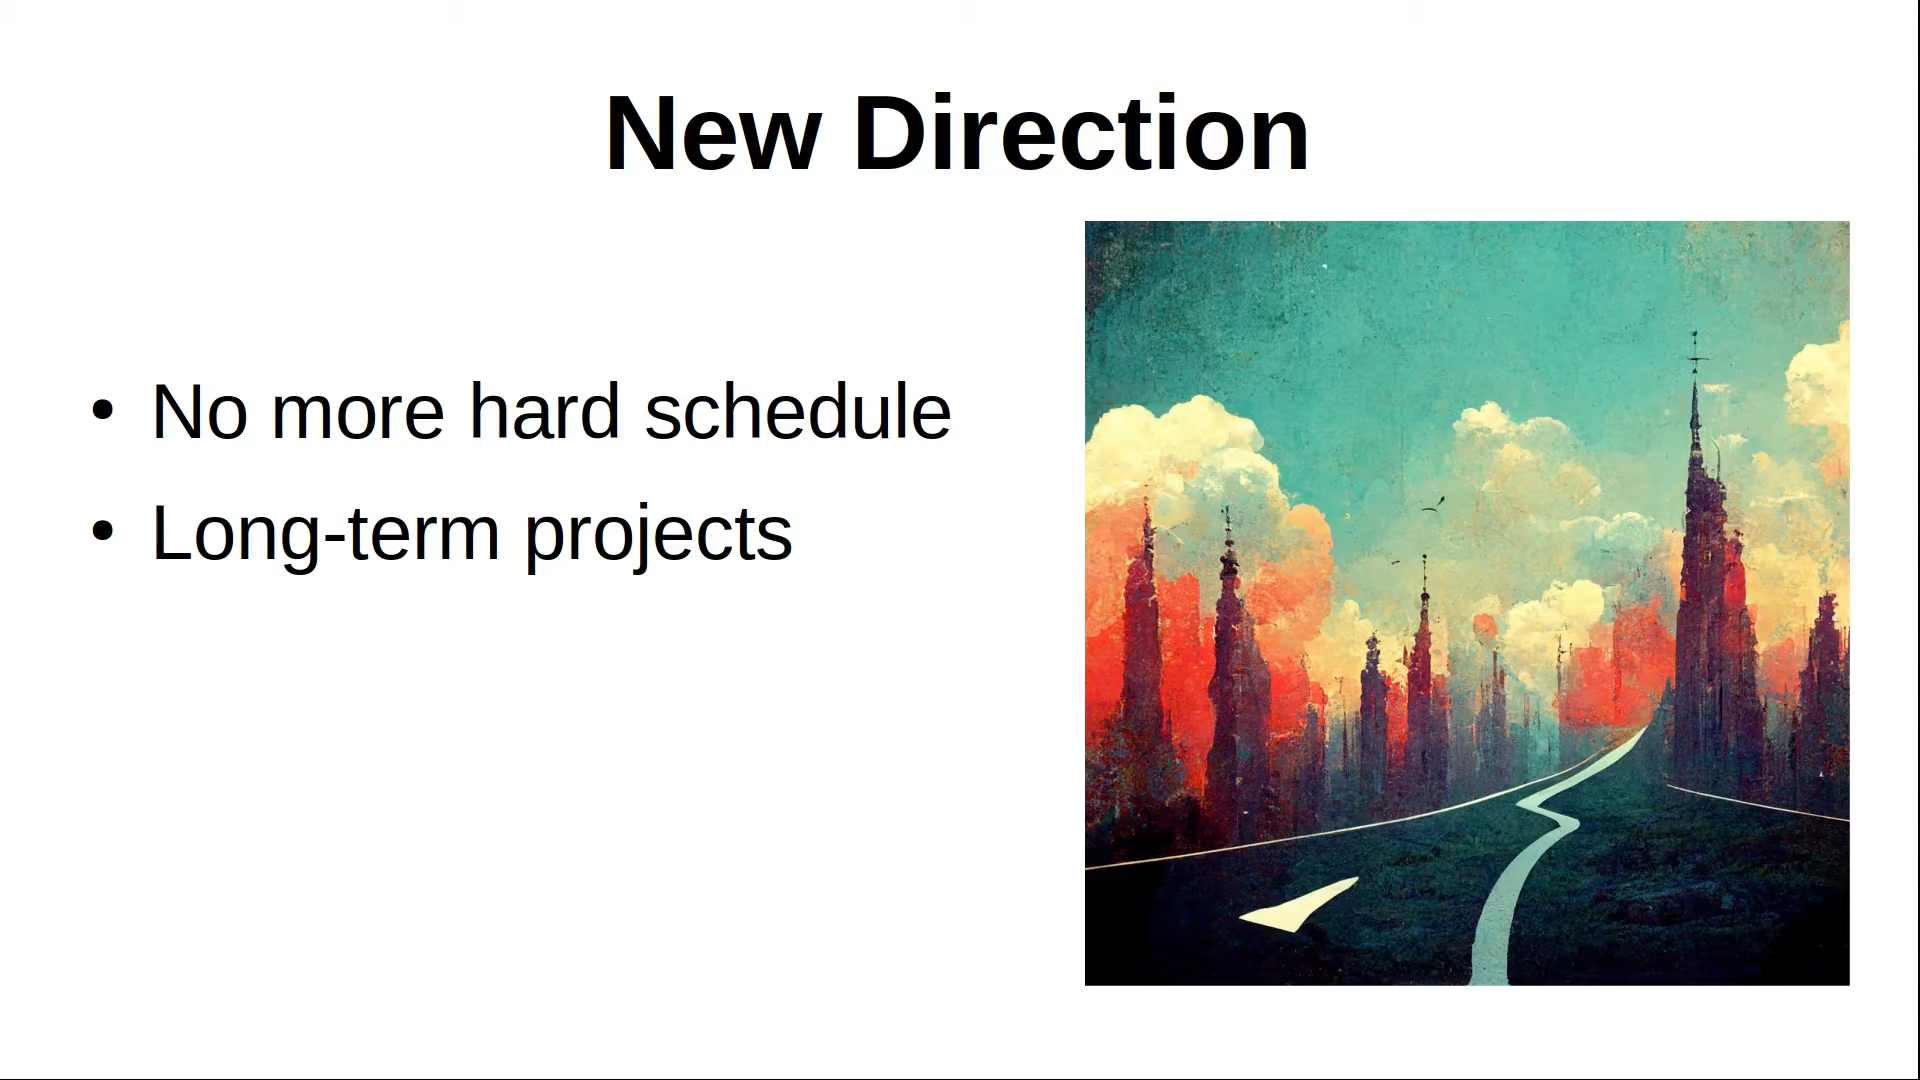 New Direction
• No more hard schedule
• Long-term projects